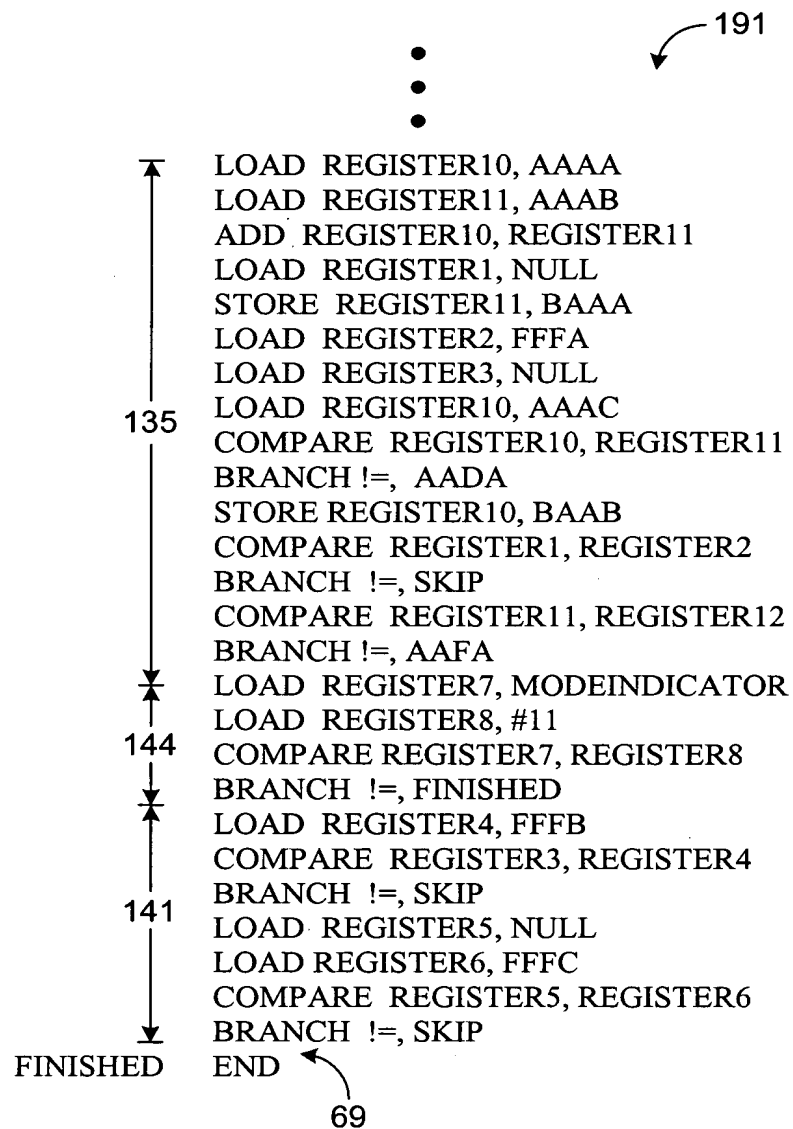 191
LOAD REGISTER10, AAAA
LOAD REGISTER11, AAAB
ADD REGISTER10, REGISTER11
LOAD REGISTER1, NULL
STORE REGISTER11, BAAA
LOAD REGISTER2, FFFA
LOAD REGISTER3, NULL
LOAD REGISTER10, AAAC
135
COMPARE REGISTER10, REGISTER11
BRANCH !=, AADA
STORE REGISTER10, BAAB
COMPARE REGISTER1, REGISTER2
BRANCH !=, SKIP
COMPARE REGISTER11, REGISTER12
BRANCH !=, AAFA
LOAD REGISTER7, MODEINDICATOR
LOAD REGISTER8, #11
144
COMPARE REGISTER7, REGISTER8
BRANCH !=, FINISHED
LOAD REGISTER4, FFFB
COMPARE REGISTER3, REGISTER4
BRANCH !=, SKIP
141
LOAD REGISTER5, NULL
LOAD REGISTER6, FFFC
COMPARE REGISTER5, REGISTER6
BRANCH !=, SKIP
FINISHED END
69